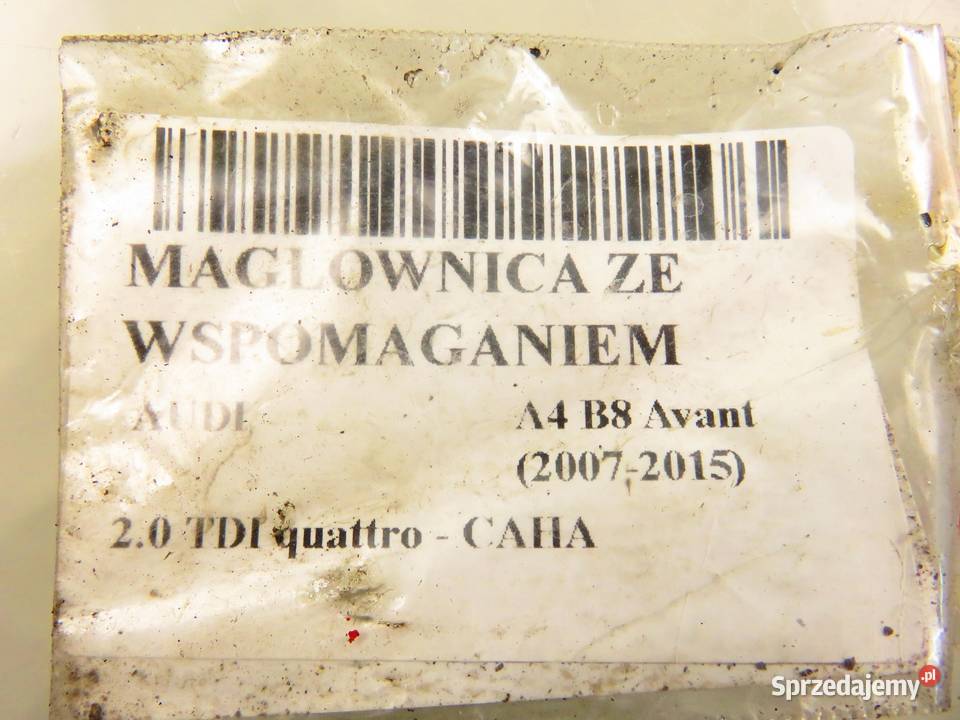 MAGLOWNICA ZE
WSPOMAGANIEM
AUDI
A4 B8 Avant
(2007-2015)
2.0 TDI quattro - CAHA
Sprzedajemy.pl